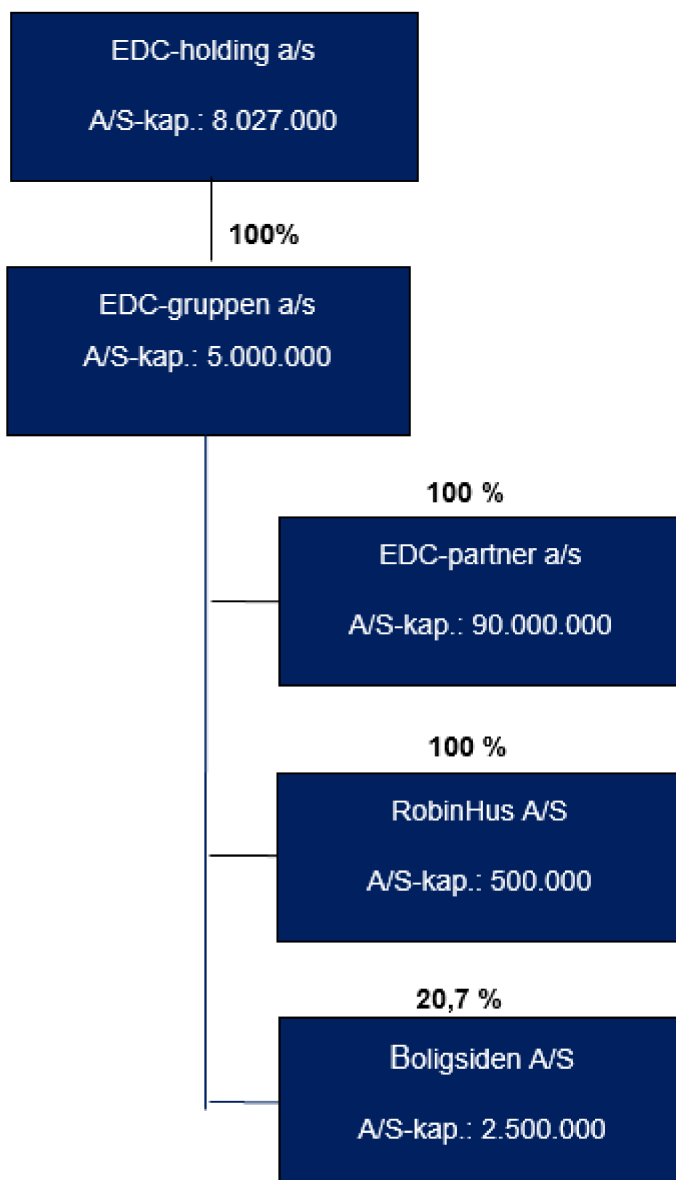 EDC-holding a/s
A/S-kap.: 8.027.000
100%
EDC-gruppen a/s
A/S-kap.: 5.000.000
100 %
EDC-partner a/s
A/S-kap.: 90.000.000
100 %
RobinHus A/S
A/S-kap.: 500.000
20,7 %
Boligsiden A/S
A/S-kap.: 2.500.000